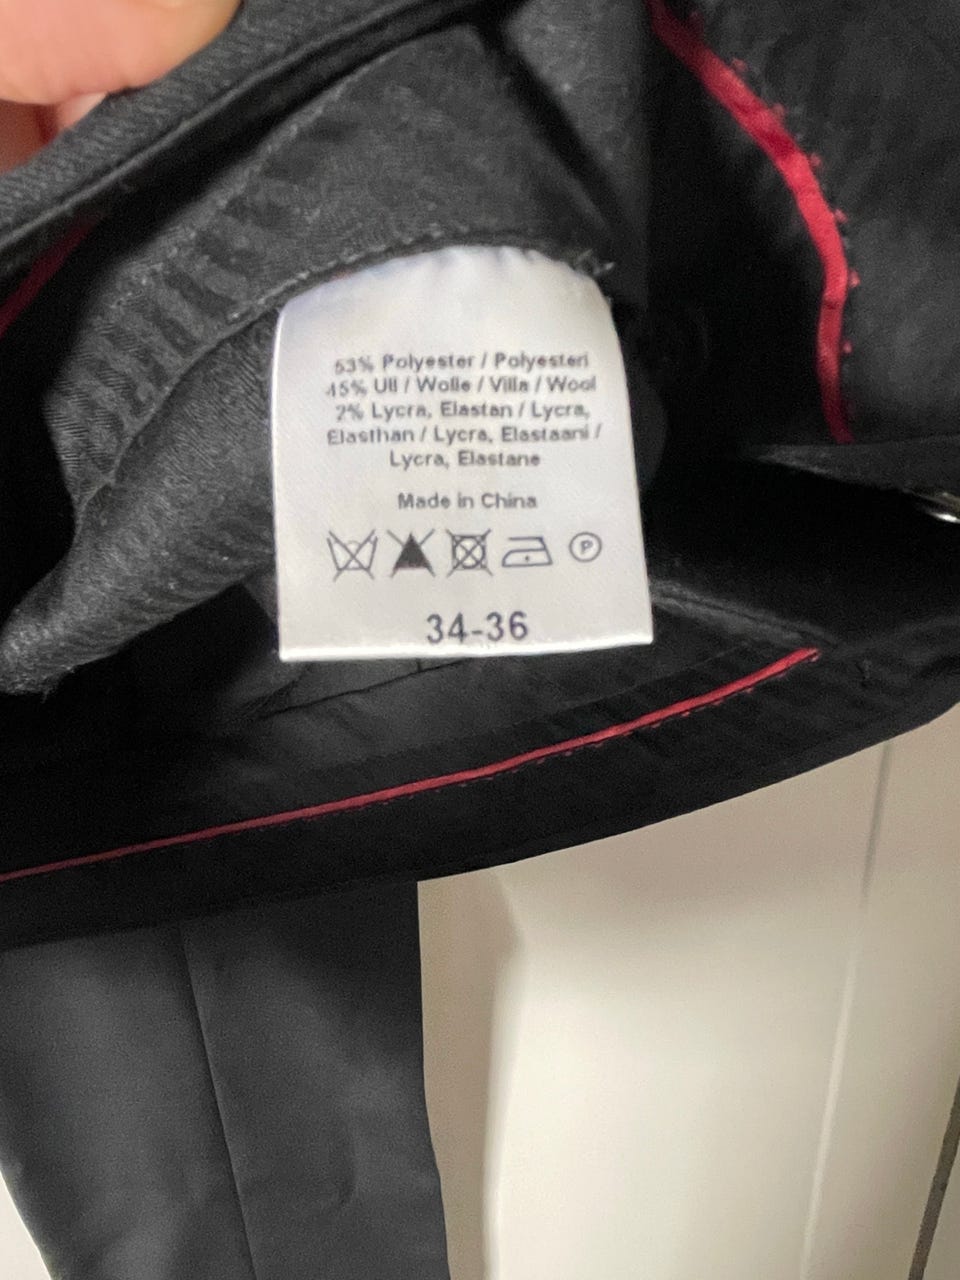 53% Polyester / Polyesteri
45% Ull / Wolle / Villa / Wool
2% Lycra, Elastan / Lycra,
Elasthan / Lycra, Elastaani /
Lycra, Elastane
Made in China
P
34-36